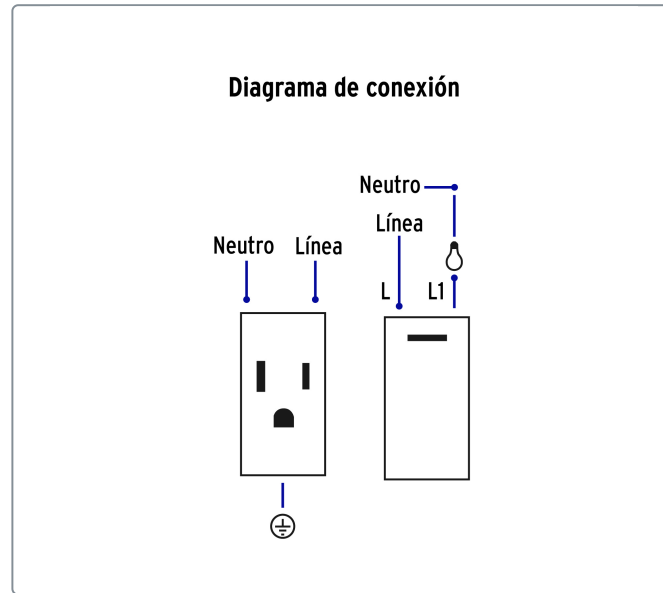 Diagrama de conexión
Neutro
Línea
Neutro Línea
L L1